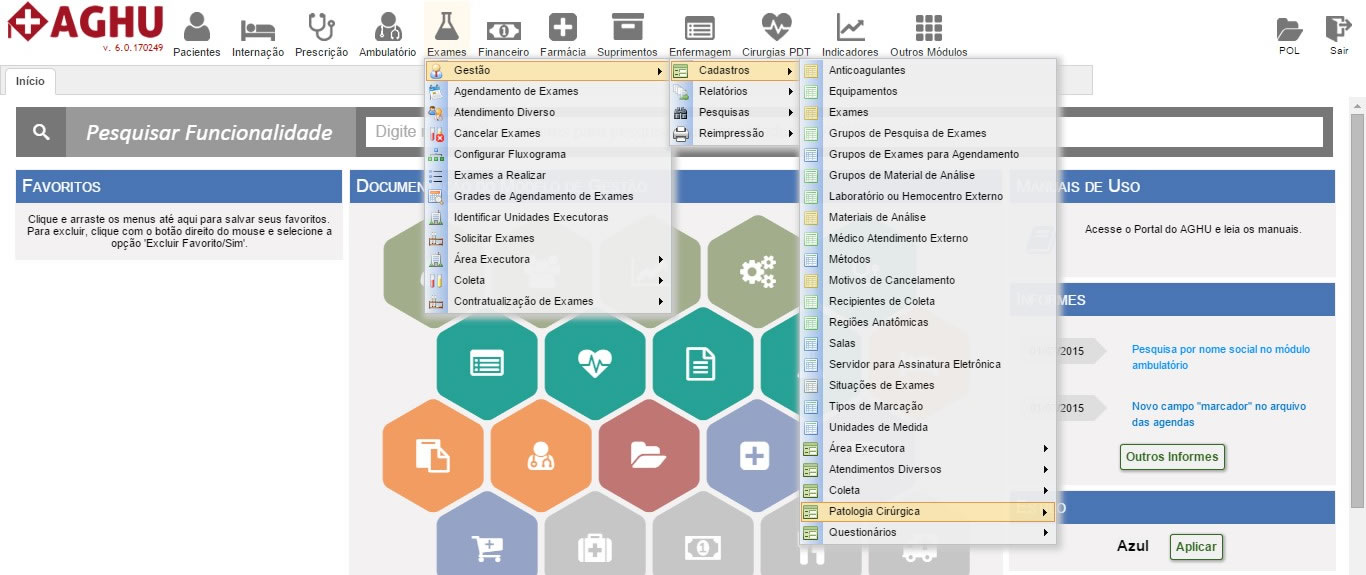 AGHU
v. 6.0.170249
Pacientes
Internação
Prescrição
Ambulatório
Exames
Financeiro
Farmácia
Suprimentos
Enfermagem
Cirurgias PDT
Indicadores
Outros Módulos
POL
Sair
Início
Pesquisar Funcionalidade
Digite
FAVORITOS
Clique e arraste os menus até aqui para salvar seus favoritos.
Para excluir, clique com o botão direito do mouse e selecione a
opção 'Excluir Favorito/Sim'.
Gestão
Agendamento de Exames
Atendimento Diverso
Cancelar Exames
Configurar Fluxograma
Exames a Realizar
Grades de Agendamento de Exames
Identificar Unidades Executoras
Solicitar Exames
Área Executora
Coleta
Contratualização de Exames
Cadastros
Relatórios
Pesquisas
Reimpressão
Anticoagulantes
Equipamentos
Exames
Grupos de Pesquisa de Exames
Grupos de Exames para Agendamento
Grupos de Material de Análise
Laboratório ou Hemocentro Externo
Materiais de Análise
Médico Atendimento Externo
Métodos
Motivos de Cancelamento
Recipientes de Coleta
Regiões Anatômicas
Salas
Servidor para Assinatura Eletrônica
Situações de Exames
Tipos de Marcação
Unidades de Medida
Área Executora
Atendimentos Diversos
Coleta
Patologia Cirúrgica
Questionários
MANUAIS DE USO
Acesse o Portal do AGHU e leia os manuais.
INFORMES
2015
Pesquisa por nome social no módulo
ambulatório
2015
Novo campo "marcador" no arquivo
das agendas
Outros Informes
Azul
Aplicar